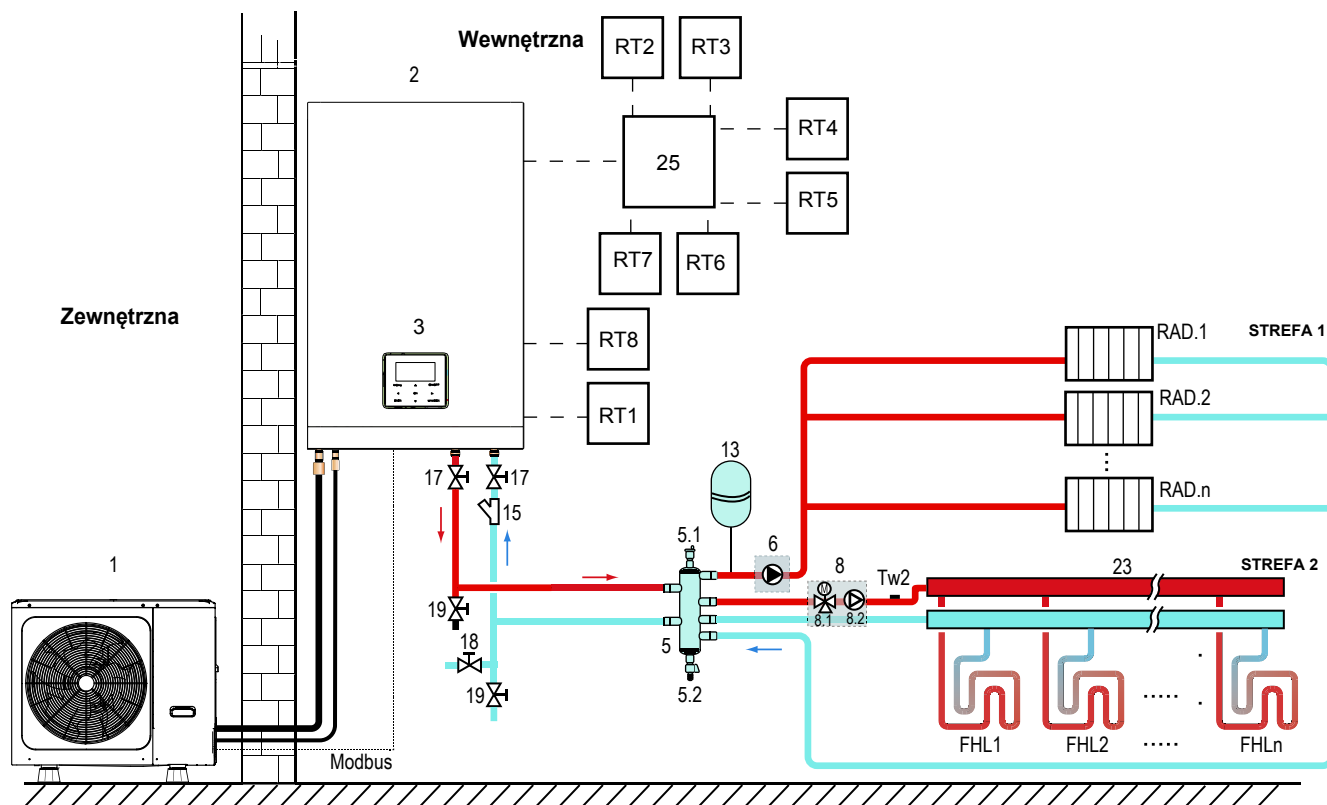 Wewnętrzna
RT2
RT3
2
RT4
25
RT5
RT7
RT6
Zewnętrzna
3
RT8
RT1
RAD.1
STREFA 1
RAD.2
RAD.n
17
17
13
15
5.1
6
1
8
Tw2
23
STREFA 2
M
8.1
8.2
19
18
5
19
5.2
FHL1
FHL2
.....
FHLn
Modbus